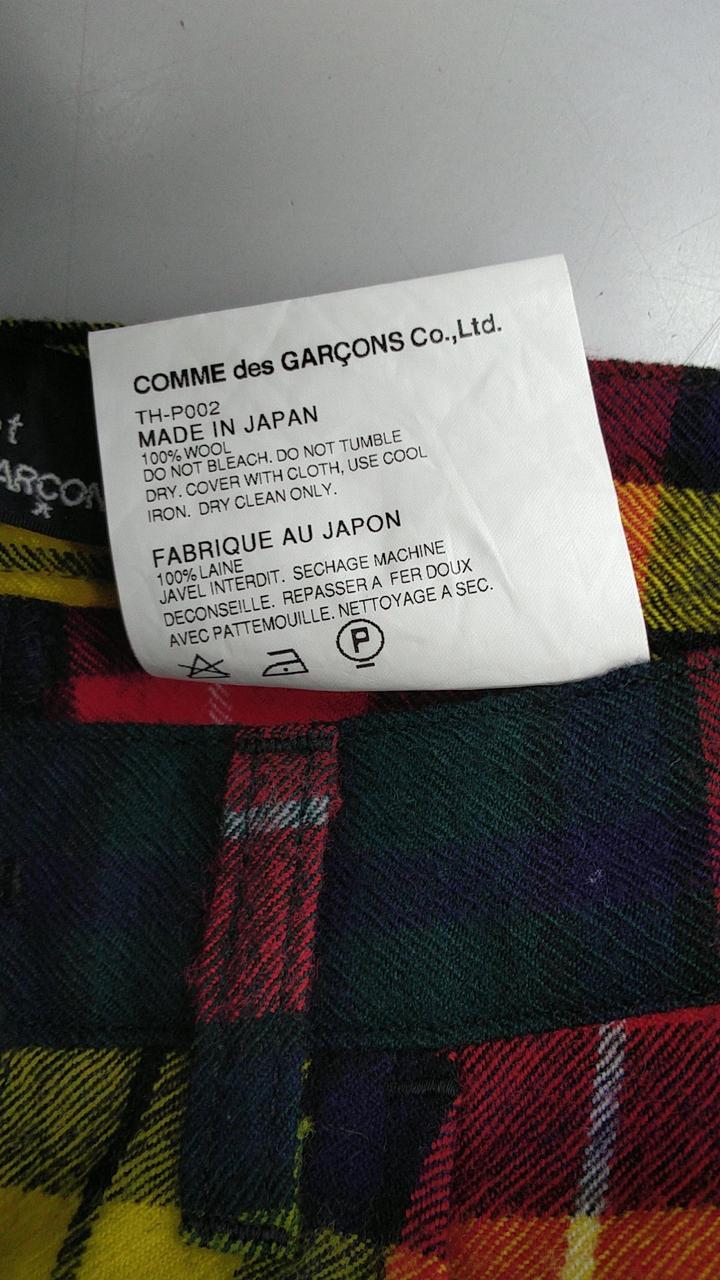 COMME des GARÇONS Co.,Ltd.
TH-P002
MADE IN JAPAN
100% WOOL
DO NOT BLEACH. DO NOT TUMBLE
DRY. COVER WITH CLOTH, USE COOL
IRON. DRY CLEAN ONLY.
FABRIQUE AU JAPON
100% LAINE
JAVEL INTERDIT. SECHAGE MACHINE
DECONSEILLE. REPASSER A FER DOUX
AVEC PATTEMOUILLE. NETTOYAGE A SEC.
P